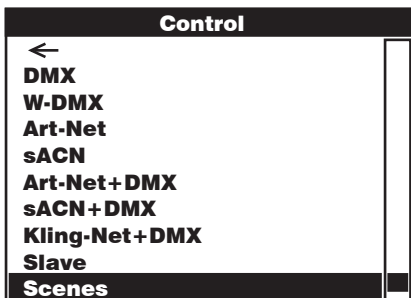 Control
←
DMX
W-DMX
Art-Net
sACN
Art-Net+DMX
sACN+DMX
Kling-Net+DMX
Slave
Scenes